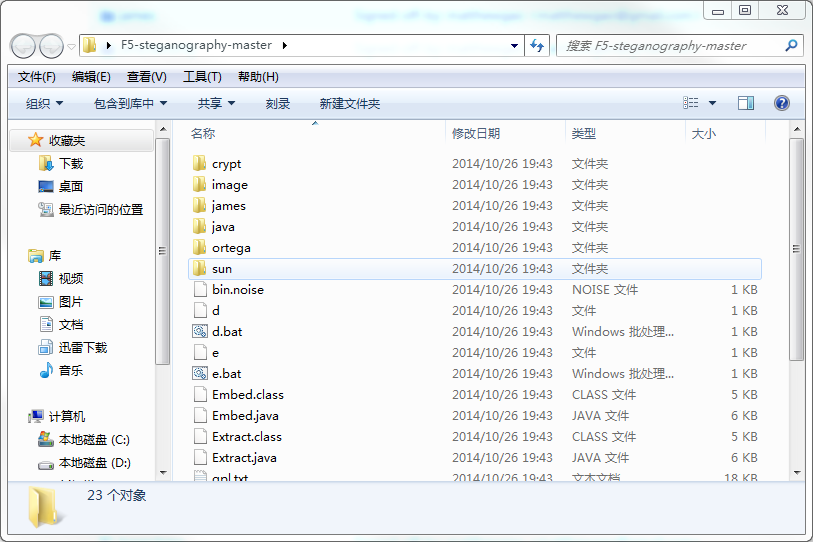 F5-steganography-master
搜索 F5-steganography-master
文件(F) 编辑(E) 查看(V) 工具(T) 帮助(H)
组织 包含到库中 共享 刻录 新建文件夹
收藏夹
下载
桌面
最近访问的位置
库
视频
图片
文档
迅雷下载
音乐
计算机
本地磁盘 (C:)
本地磁盘 (D:)
名称 修改日期 类型 大小
crypt 2014/10/26 19:43 文件夹
image 2014/10/26 19:43 文件夹
james 2014/10/26 19:43 文件夹
java 2014/10/26 19:43 文件夹
ortega 2014/10/26 19:43 文件夹
sun 2014/10/26 19:43 文件夹
bin.noise 2014/10/26 19:43 NOISE 文件 1 KB
d 2014/10/26 19:43 文件 1 KB
d.bat 2014/10/26 19:43 Windows 批处理... 1 KB
e 2014/10/26 19:43 文件 1 KB
e.bat 2014/10/26 19:43 Windows 批处理... 1 KB
Embed.class 2014/10/26 19:43 CLASS 文件 5 KB
Embed.java 2014/10/26 19:43 JAVA 文件 6 KB
Extract.class 2014/10/26 19:43 CLASS 文件 5 KB
Extract.java 2014/10/26 19:43 JAVA 文件 6 KB
gpl.txt 2014/10/26 19:43 文本文档 18 KB
23 个对象